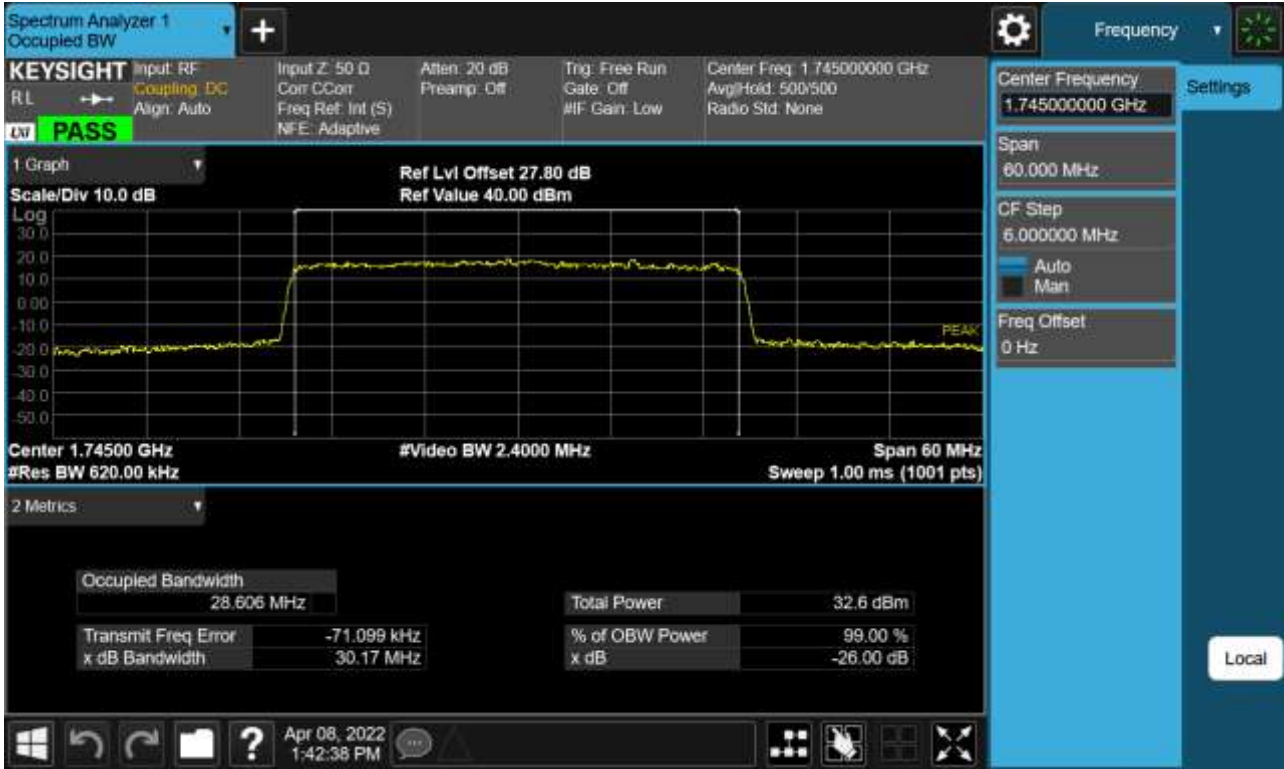 Spectrum Analyzer 1
Occupied BW
+
Frequency
KEYSIGHT
RL
LXI
PASS
Input: RF
Coupling: DC
Align: Auto
Input Z: 50 Ω
Corr CCorr
Freq Ref: Int (S)
NFE: Adaptive
Atten: 20 dB
Preamp: Off
Trig: Free Run
Gate: Off
#IF Gain: Low
Center Freq: 1.745000000 GHz
Avg|Hold: 500/500
Radio Std: None
Center Frequency
1.745000000 GHz
Settings
Span
60.000 MHz
CF Step
6.000000 MHz
Auto
Man
Freq Offset
0 Hz
Local
1 Graph
Scale/Div 10.0 dB
Ref Lvl Offset 27.80 dB
Ref Value 40.00 dBm
Log
30.0
20.0
10.0
0.00
-10.0
-20.0
-30.0
-40.0
-50.0
PEAK
Center 1.74500 GHz
#Res BW 620.00 kHz
#Video BW 2.4000 MHz
Span 60 MHz
Sweep 1.00 ms (1001 pts)
2 Metrics
Occupied Bandwidth
28.606 MHz
Total Power 32.6 dBm
Transmit Freq Error -71.099 kHz
% of OBW Power 99.00 %
x dB Bandwidth 30.17 MHz
x dB -26.00 dB
?
Apr 08, 2022
1:42:38 PM